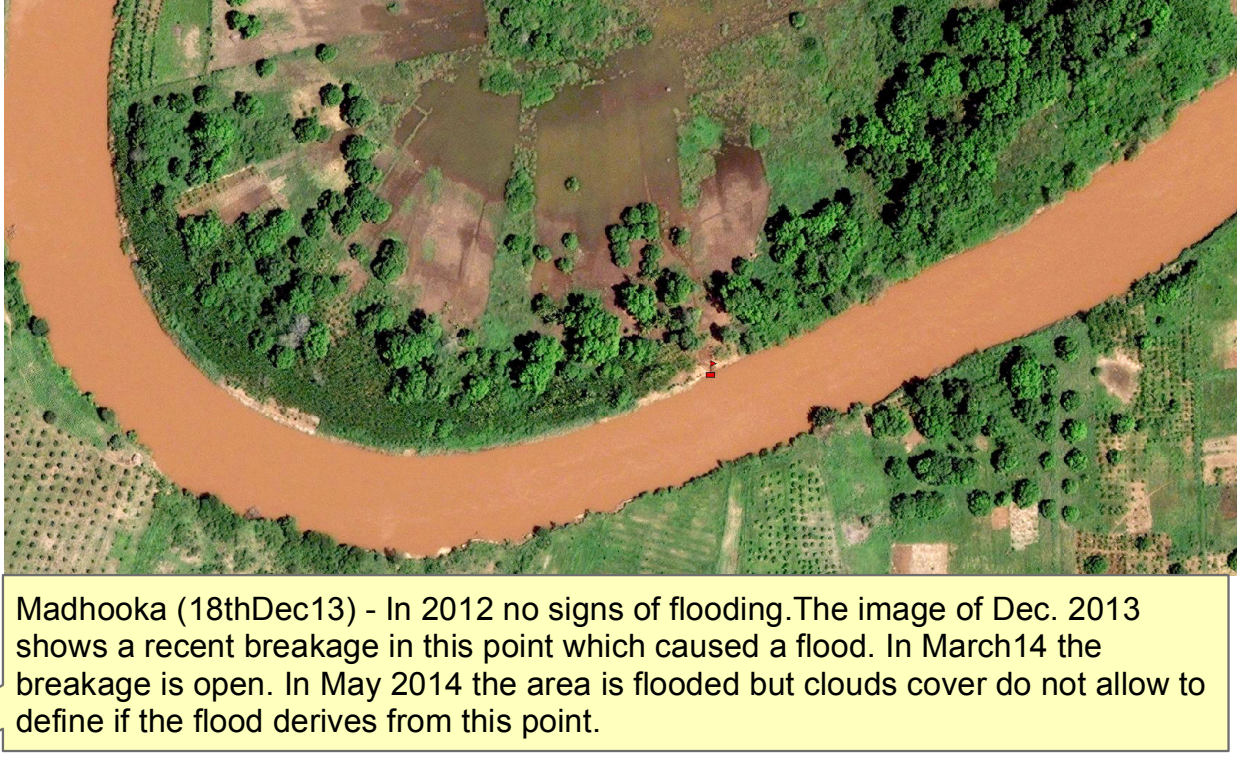 Madhooka (18thDec13) - In 2012 no signs of flooding.The image of Dec. 2013
shows a recent breakage in this point which caused a flood. In March14 the
breakage is open. In May 2014 the area is flooded but clouds cover do not allow to
define if the flood derives from this point.